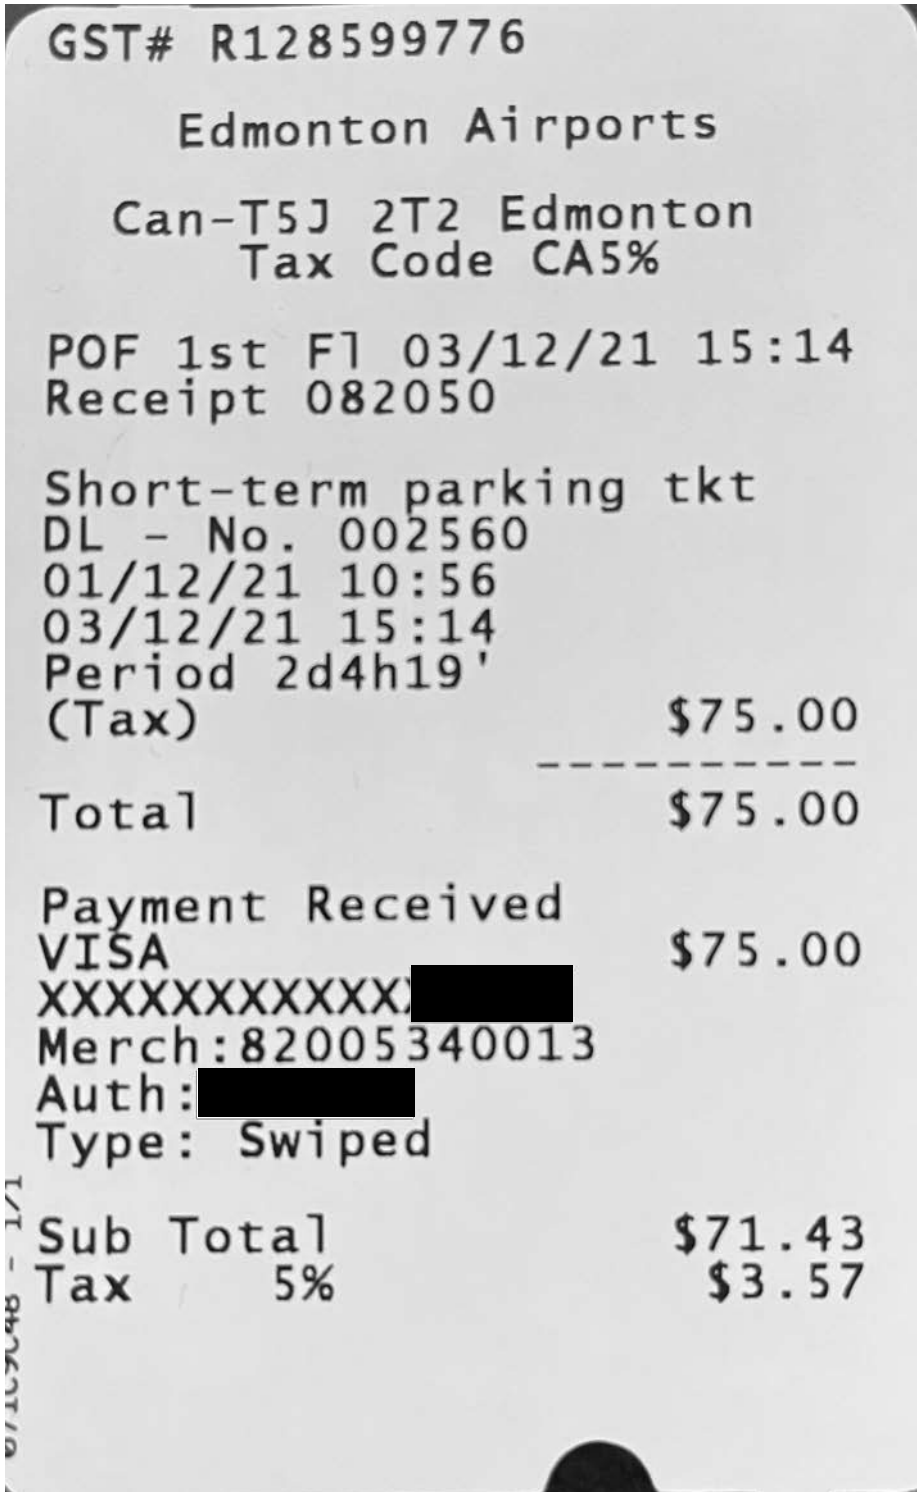 GST# R128599776
Edmonton Airports
Can-T5J 2T2 Edmonton
Tax Code CA5%
POF 1st Fl 03/12/21 15:14
Receipt 082050
Short-term parking tkt
DL - No. 002560
01/12/21 10:56
03/12/21 15:14
Period 2d4h19'
(Tax) $75.00
----------
Total $75.00
Payment Received
VISA $75.00
XXXXXXXXXXXX
Merch:82005340013
Auth:
Type: Swiped
Sub Total $71.43
Tax 5% $3.57